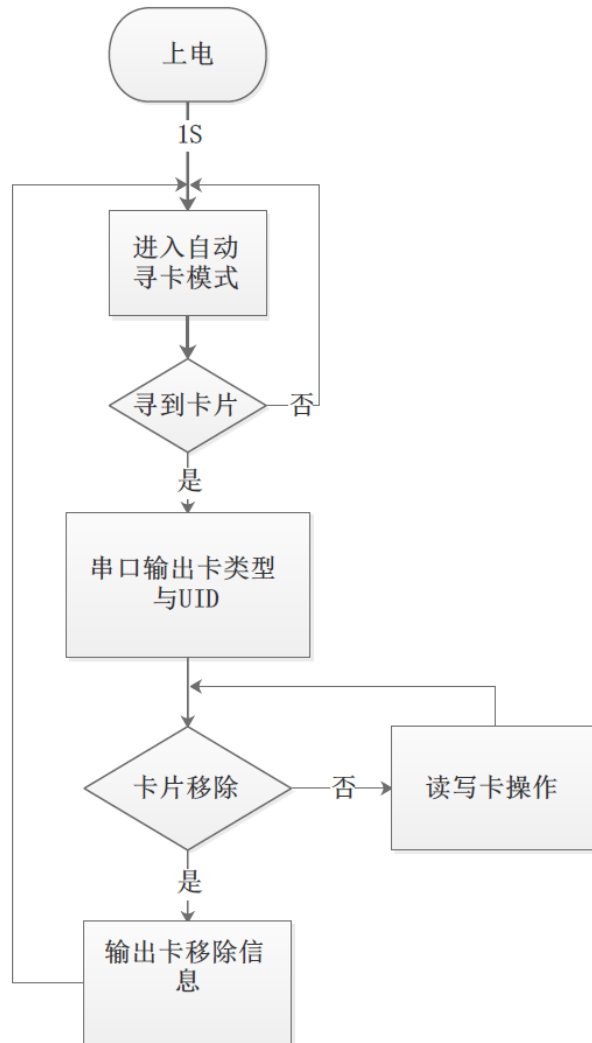 上电
1S
进入自动
寻卡模式
寻到卡片
否
是
串口输出卡类型
与UID
卡片移除
否
读写卡操作
是
输出卡移除信
息